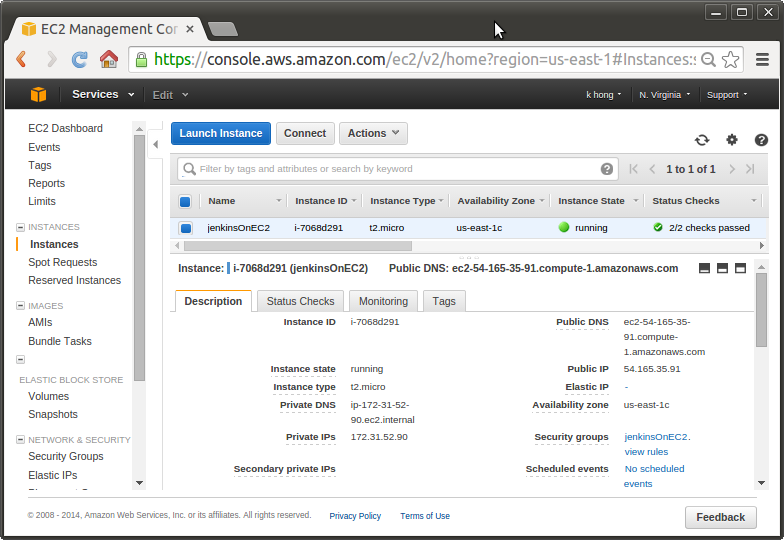 EC2 Management Cor
https://console.aws.amazon.com/ec2/v2/home?region=us-east-1#Instances:s
Services Edit k hong N. Virginia Support
EC2 Dashboard
Events
Tags
Reports
Limits
INSTANCES
Instances
Spot Requests
Reserved Instances
IMAGES
AMIs
Bundle Tasks
ELASTIC BLOCK STORE
Volumes
Snapshots
NETWORK & SECURITY
Security Groups
Elastic IPs
Launch Instance Connect Actions
Filter by tags and attributes or search by keyword 1 to 1 of 1
Name Instance ID Instance Type Availability Zone Instance State Status Checks
jenkinsOnEC2 i-7068d291 t2.micro us-east-1c running 2/2 checks passed
Instance: i-7068d291 (jenkinsOnEC2) Public DNS: ec2-54-165-35-91.compute-1.amazonaws.com
Description Status Checks Monitoring Tags
Instance ID i-7068d291 Public DNS ec2-54-165-35-
91.compute-
1.amazonaws.com
Instance state running Public IP 54.165.35.91
Instance type t2.micro Elastic IP -
Private DNS ip-172-31-52- Availability zone us-east-1c
90.ec2.internal
Private IPs 172.31.52.90 Security groups jenkinsOnEC2.
view rules
Secondary private IPs Scheduled events No scheduled
events
© 2008 - 2014, Amazon Web Services, Inc. or its affiliates. All rights reserved. Privacy Policy Terms of Use Feedback